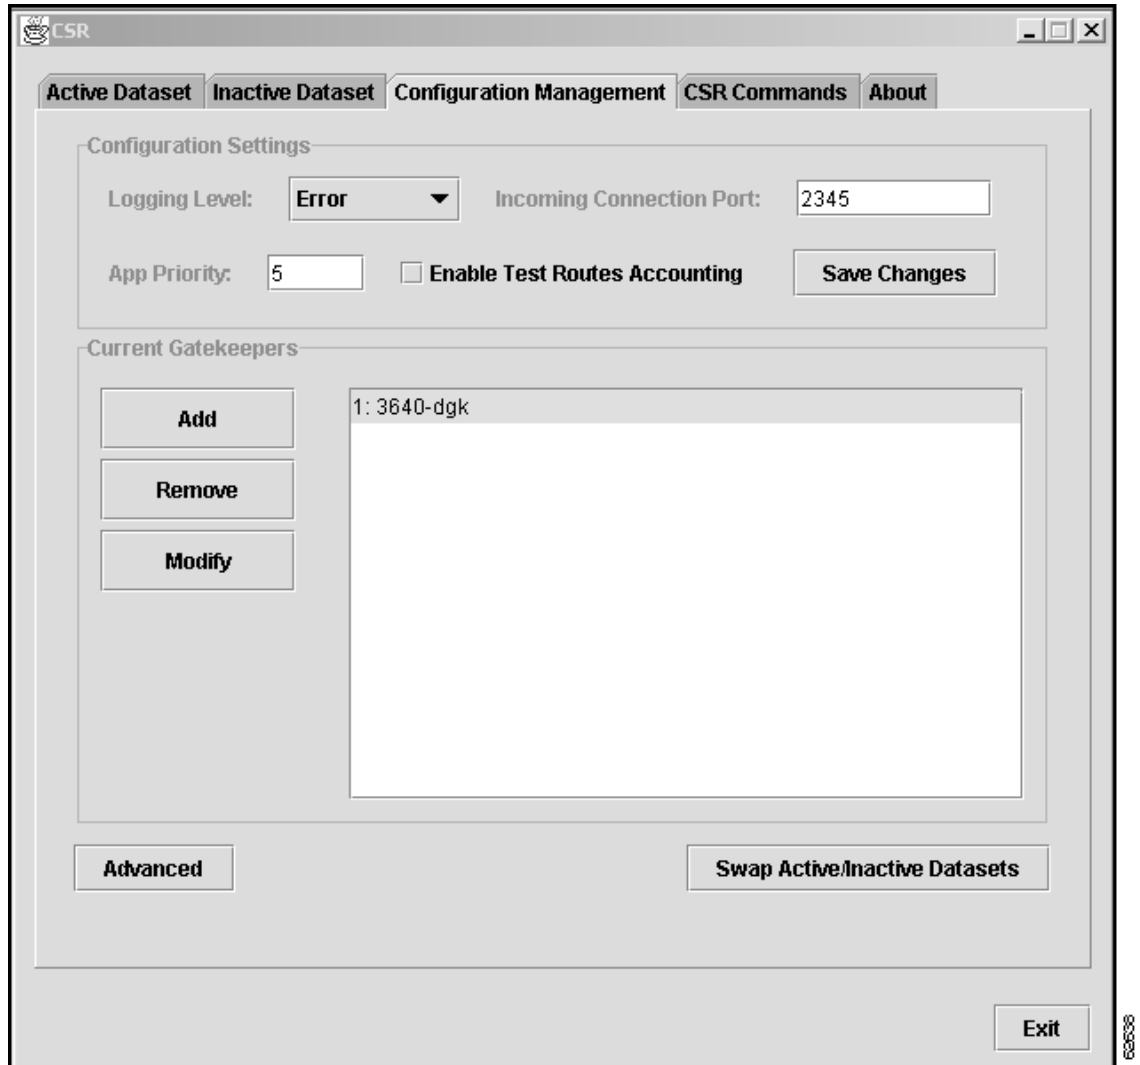 CSR
Active Dataset Inactive Dataset Configuration Management CSR Commands About
Configuration Settings
Logging Level: Error Incoming Connection Port: 2345
App Priority: 5 Enable Test Routes Accounting Save Changes
Current Gatekeepers
Add
Remove
Modify
1: 3640-dgk
Advanced Swap Active/Inactive Datasets
Exit